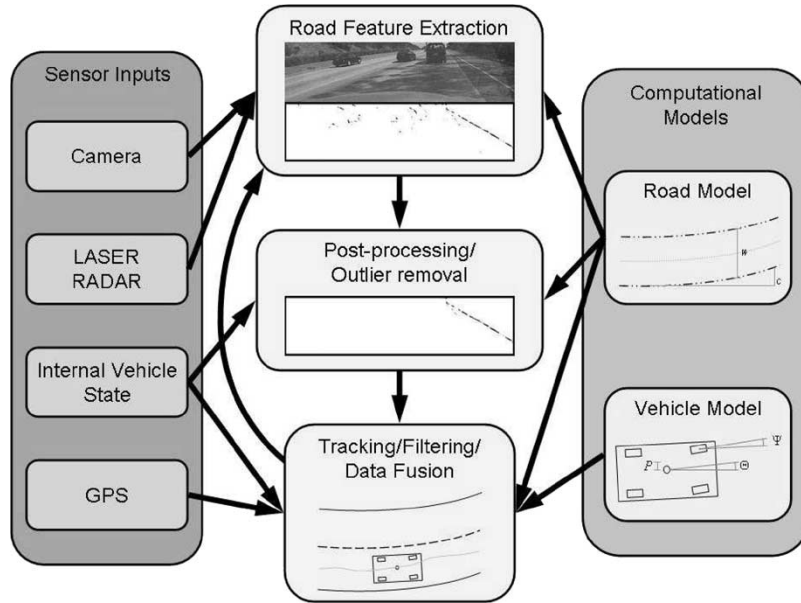 Sensor Inputs
Camera
LASER
RADAR
Internal Vehicle
State
GPS
Road Feature Extraction
Post-processing/
Outlier removal
Tracking/Filtering/
Data Fusion
Computational
Models
Road Model
W
C
Vehicle Model
P
Θ
Ψ